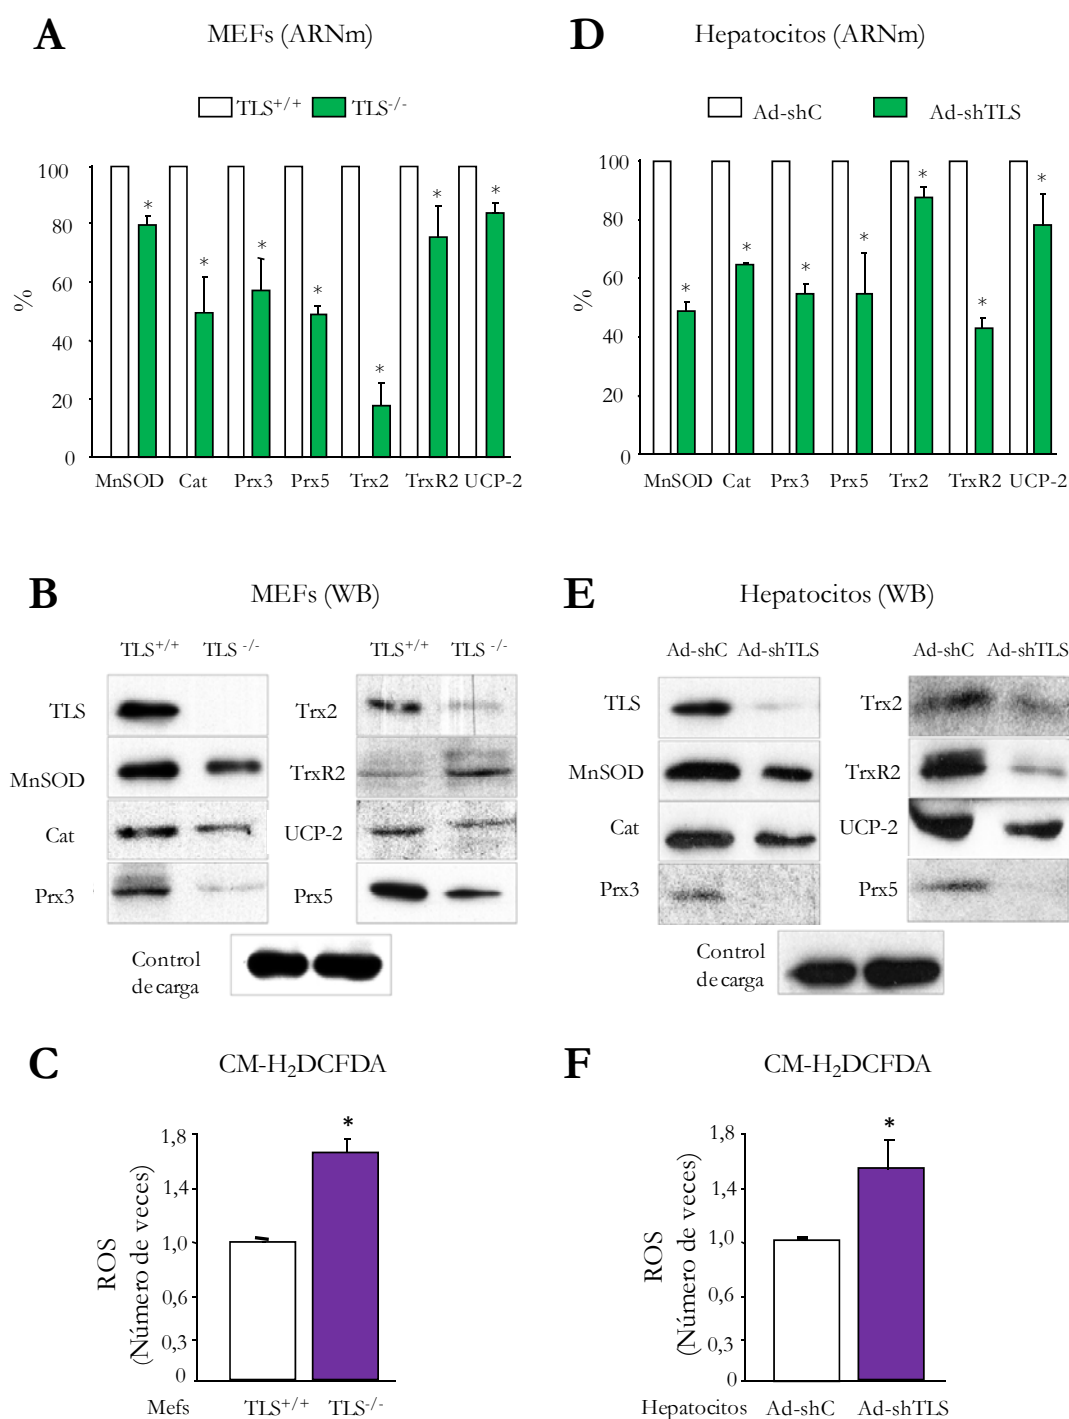 A
MEFs (ARNm)
TLS+/+ TLS-/-
100
80
60
40
20
0
%
* * * * * * *
MnSOD Cat Prx3 Prx5 Trx2 TrxR2 UCP-2
D
Hepatocitos (ARNm)
Ad-shC Ad-shTLS
100
80
60
40
20
0
%
* * * * * * *
MnSOD Cat Prx3 Prx5 Trx2 TrxR2 UCP-2
B
MEFs (WB)
TLS+/+ TLS -/- TLS+/+ TLS -/-
TLS Trx2
MnSOD TrxR2
Cat UCP-2
Prx3 Prx5
Control
de carga
E
Hepatocitos (WB)
Ad-shC Ad-shTLS Ad-shC Ad-shTLS
TLS Trx2
MnSOD TrxR2
Cat UCP-2
Prx3 Prx5
Control
de carga
C
CM-H₂DCFDA
ROS
(Número de veces)
1,8
1,4
1,0
0,6
0,3
0
*
Mefs TLS+/+ TLS-/-
F
CM-H₂DCFDA
ROS
(Número de veces)
1,8
1,4
1,0
0,6
0,3
0
*
Hepatocitos Ad-shC Ad-shTLS